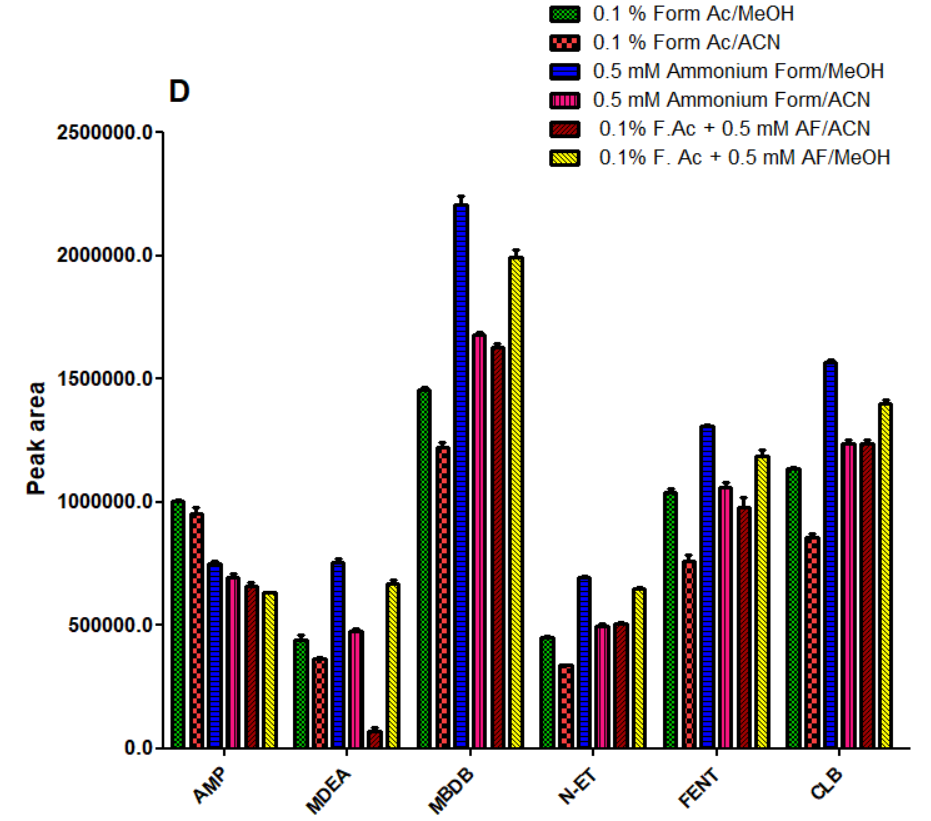 0.1 % Form Ac/MeOH
0.1 % Form Ac/ACN
0.5 mM Ammonium Form/MeOH
0.5 mM Ammonium Form/ACN
0.1% F.Ac + 0.5 mM AF/ACN
0.1% F. Ac + 0.5 mM AF/MeOH
D
2500000.0
2000000.0
1500000.0
1000000.0
500000.0
0.0
Peak area
AMP
MDEA
MBDB
N-ET
FENT
CLB